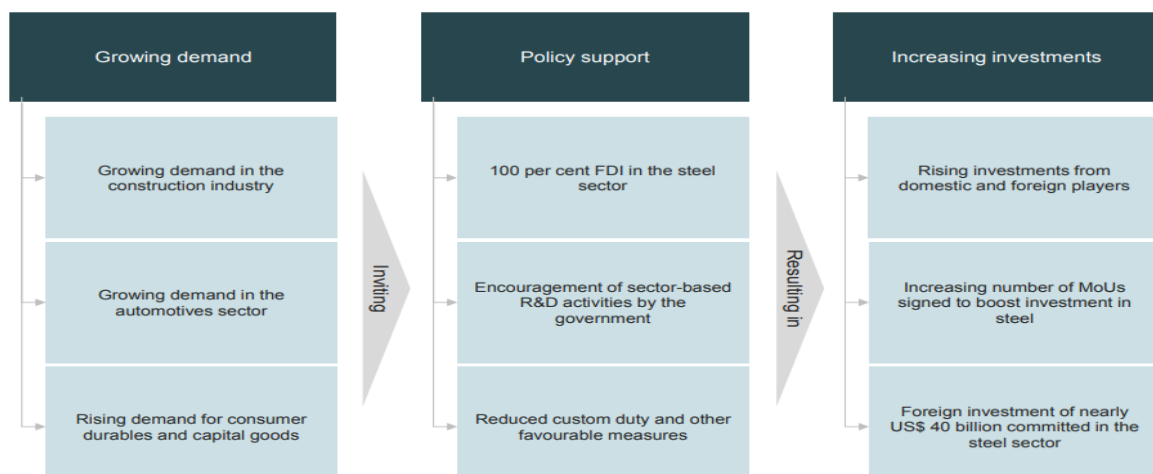 Growing demand
Growing demand in the
construction industry
Growing demand in the
automotives sector
Rising demand for consumer
durables and capital goods
Inviting
Policy support
100 per cent FDI in the steel
sector
Encouragement of sector-based
R&D activities by the
government
Reduced custom duty and other
favourable measures
Resulting in
Increasing investments
Rising investments from
domestic and foreign players
Increasing number of MoUs
signed to boost investment in
steel
Foreign investment of nearly
US$ 40 billion committed in the
steel sector